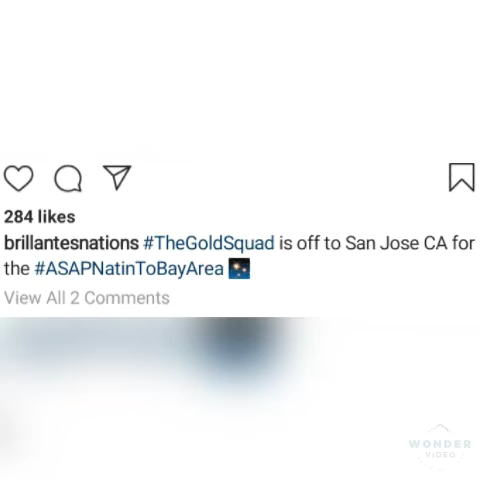 284 likes
brillantesnations #TheGoldSquad is off to San Jose CA for
the #ASAPNatinToBayArea 🎆
View All 2 Comments
WONDER
VIDEO